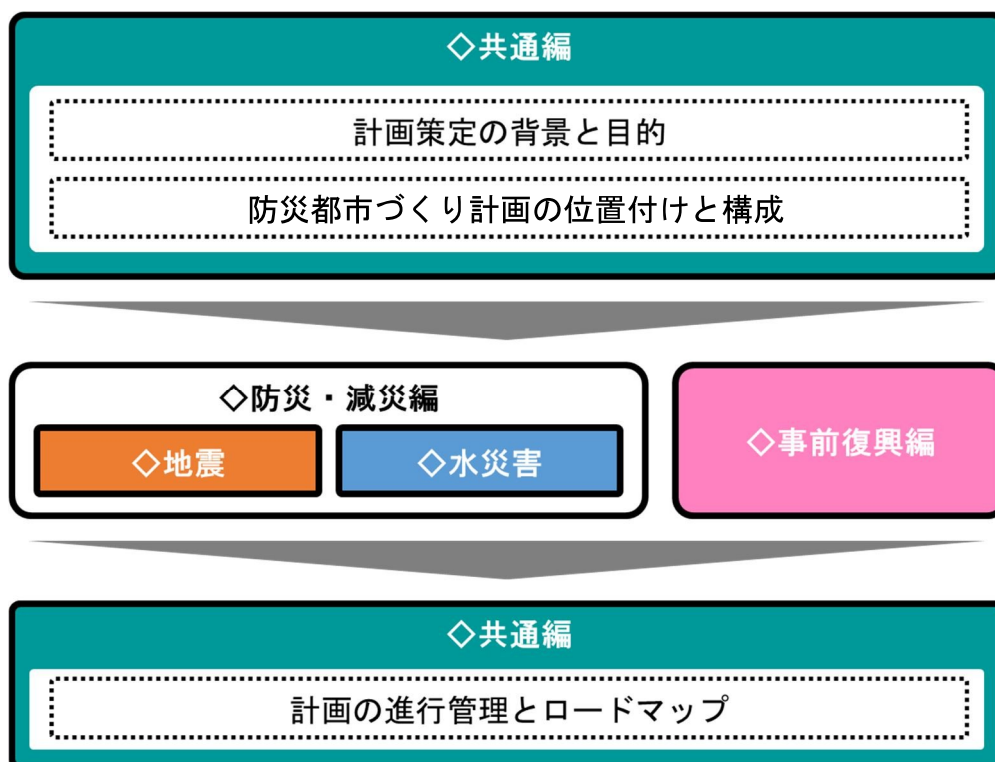 ◇共通編
計画策定の背景と目的
防災都市づくり計画の位置付けと構成
◇防災・減災編
◇地震
◇水災害
◇事前復興編
◇共通編
計画の進行管理とロードマップ